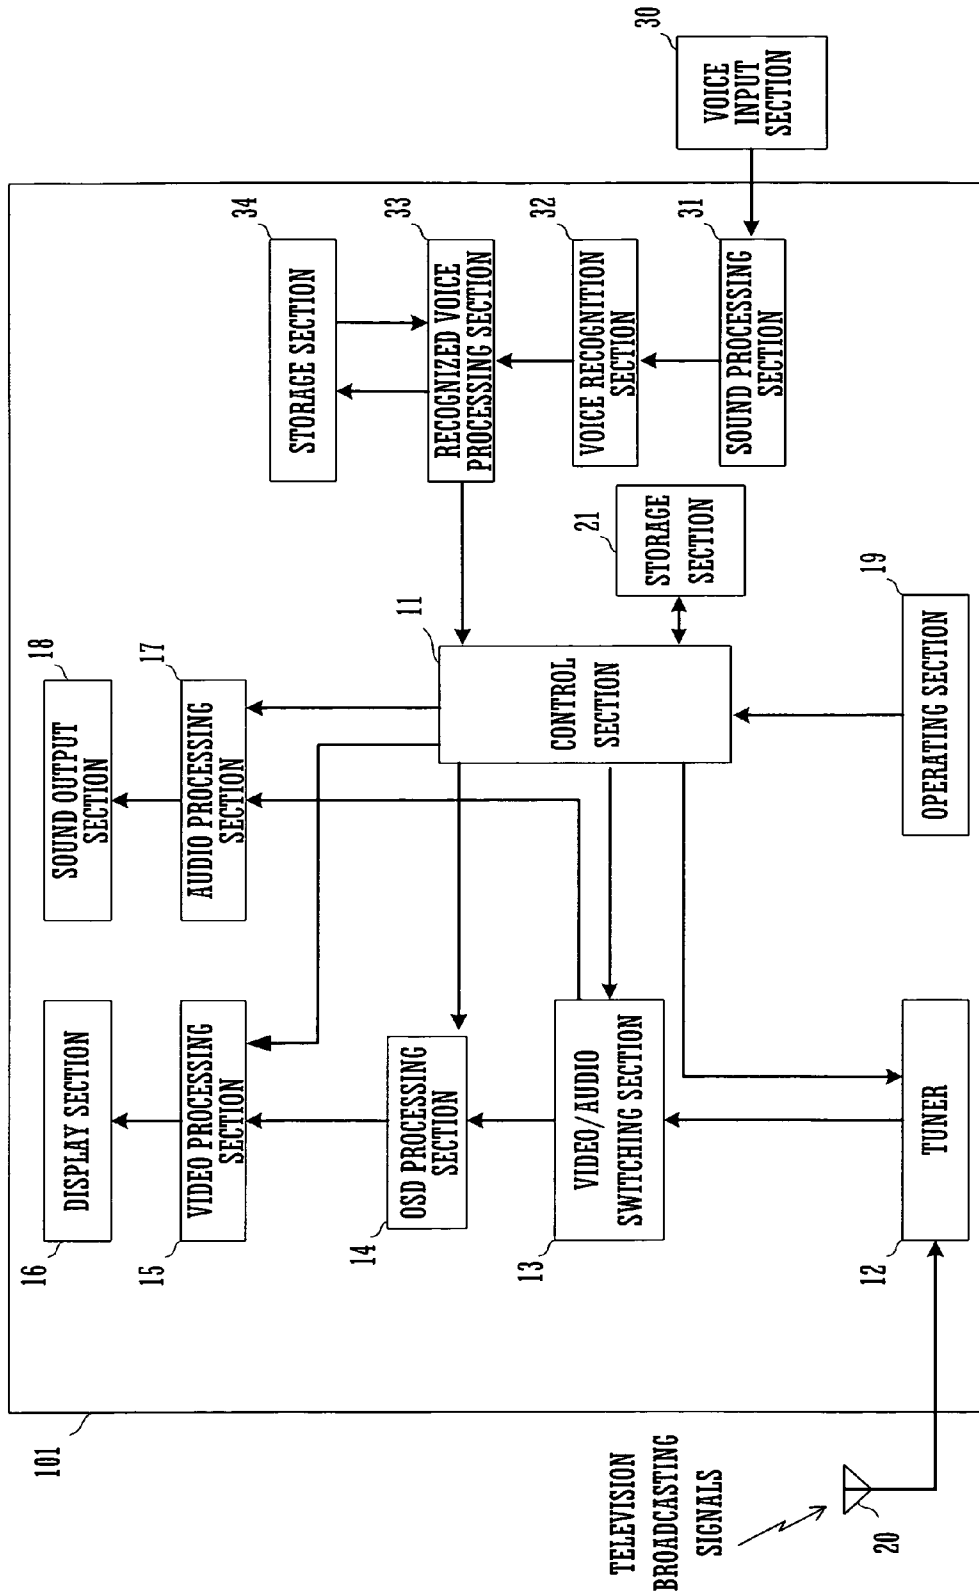 101
16
DISPLAY SECTION
18
SOUND OUTPUT
SECTION
34
STORAGE SECTION
15
VIDEO PROCESSING
SECTION
17
AUDIO PROCESSING
SECTION
33
RECOGNIZED VOICE
PROCESSING SECTION
14
OSD PROCESSING
SECTION
11
CONTROL
SECTION
32
VOICE RECOGNITION
SECTION
13
VIDEO/AUDIO
SWITCHING SECTION
21
STORAGE
SECTION
31
SOUND PROCESSING
SECTION
30
VOICE
INPUT
SECTION
TELEVISION
BROADCASTING
SIGNALS
20
12
TUNER
19
OPERATING SECTION